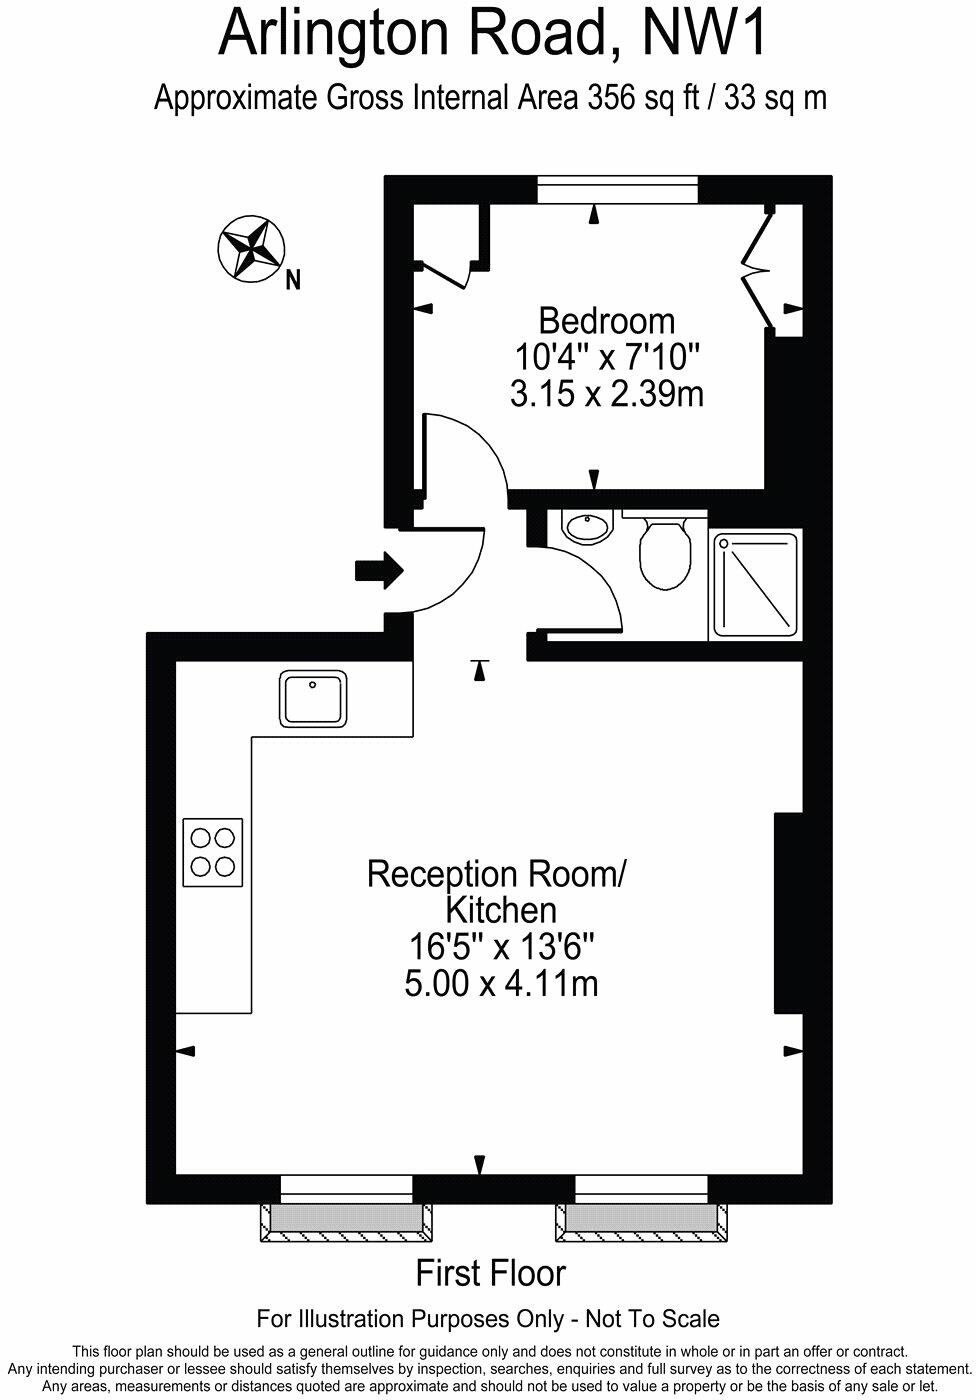 Arlington Road, NW1
Approximate Gross Internal Area 356 sq ft / 33 sq m
N
Bedroom
10'4" x 7'10"
3.15 x 2.39m
Reception Room/
Kitchen
16'5" x 13'6"
5.00 x 4.11m
First Floor
For Illustration Purposes Only - Not To Scale
This floor plan should be used as a general outline for guidance only and does not constitute in whole or in part an offer or contract.
Any intending purchaser or lessee should satisfy themselves by inspection, searches, enquiries and full survey as to the correctness of each statement.
Any areas, measurements or distances quoted are approximate and should not be used to value a property or be the basis of any sale or let.